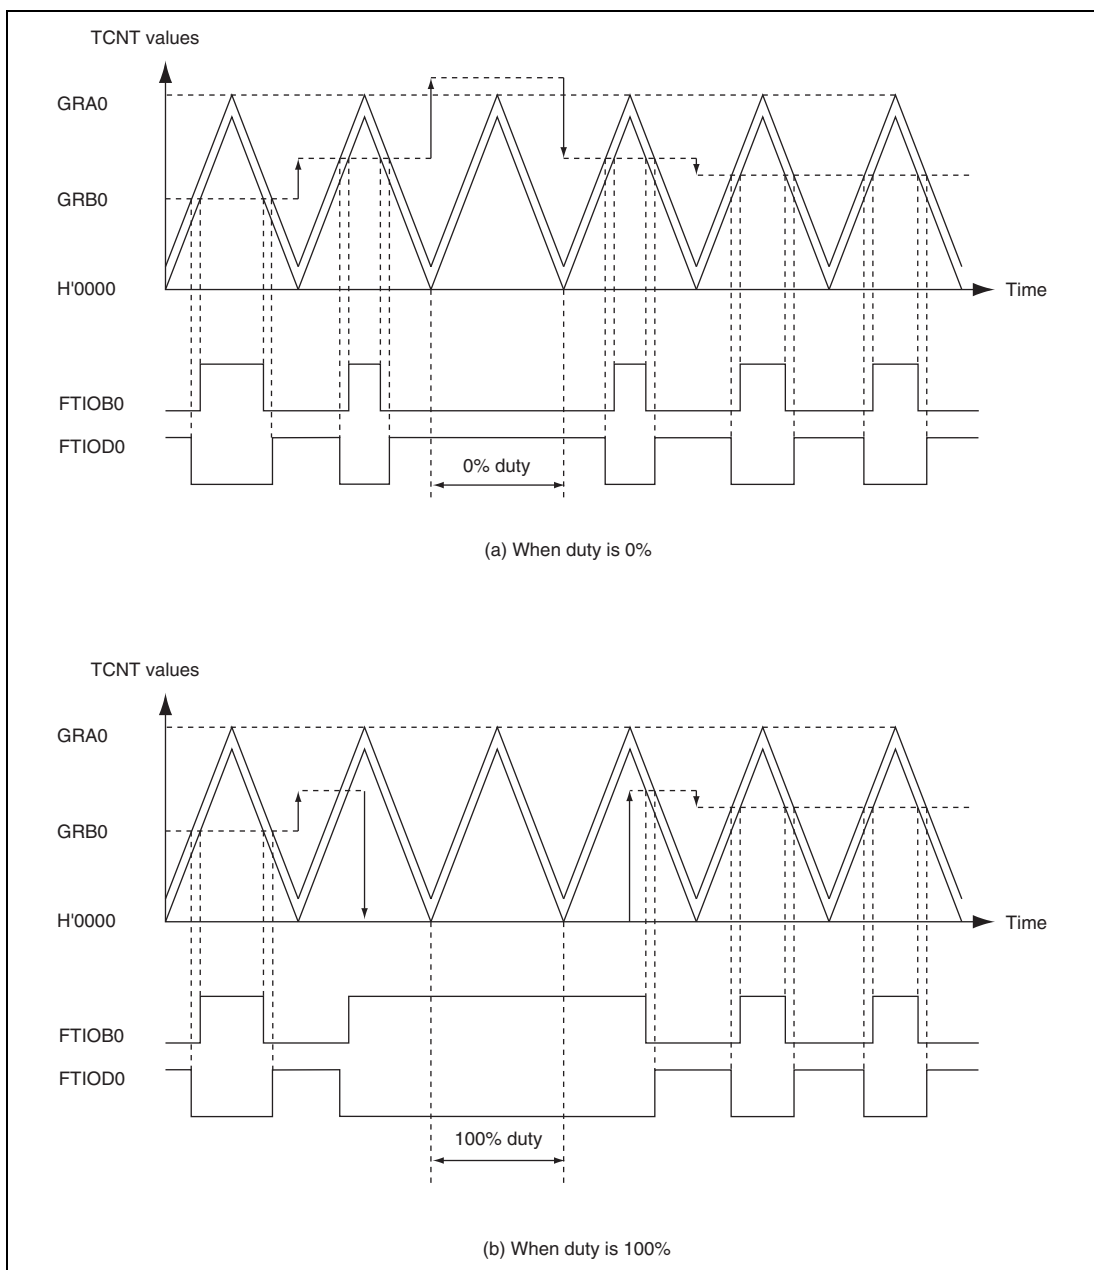 TCNT values
GRA0
GRB0
H'0000
Time
FTIOB0
FTIOD0
0% duty
(a) When duty is 0%
TCNT values
GRA0
GRB0
H'0000
Time
FTIOB0
FTIOD0
100% duty
(b) When duty is 100%